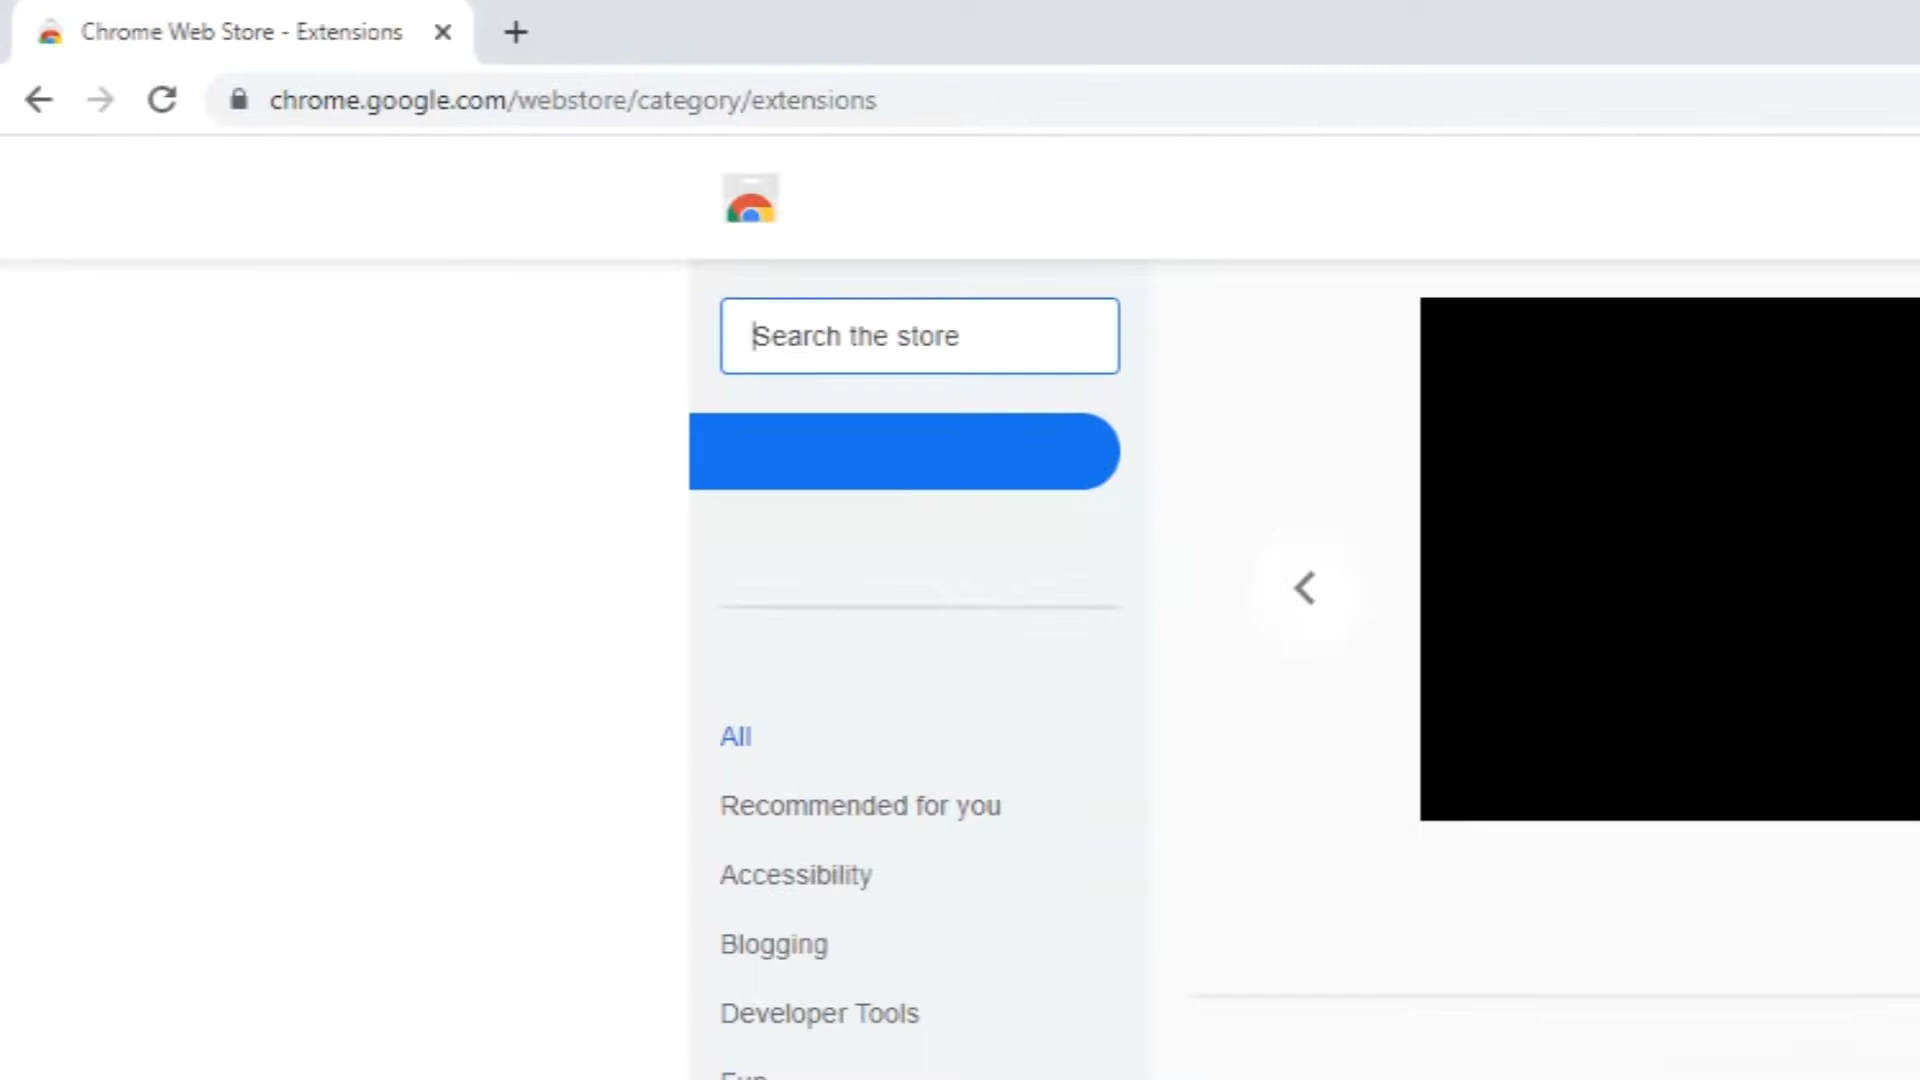 Chrome Web Store - Extensions
chrome.google.com/webstore/category/extensions
Search the store
All
Recommended for you
Accessibility
Blogging
Developer Tools